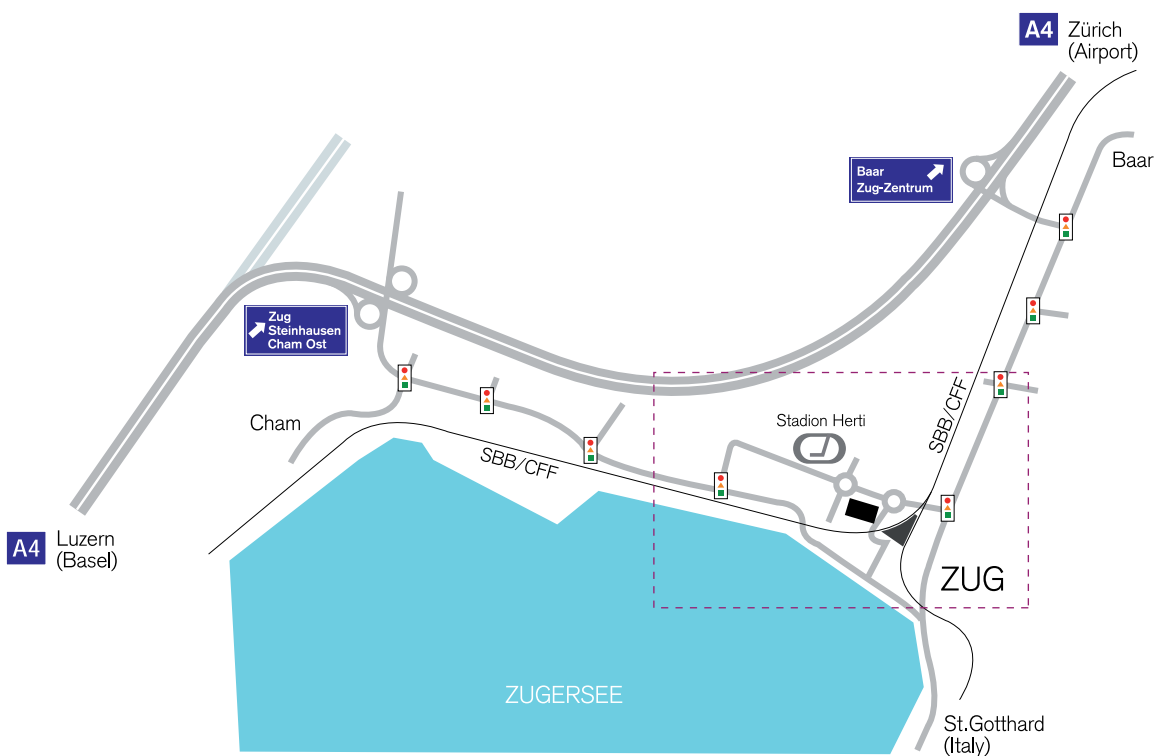 A4 Zürich
(Airport)
Baar
Baar
Zug-Zentrum
Zug
Steinhausen
Cham Ost
Cham
Stadion Herti
SBB/CFF
SBB/CFF
A4 Luzern
(Basel)
ZUG
ZUGERSEE
St.Gotthard
(Italy)